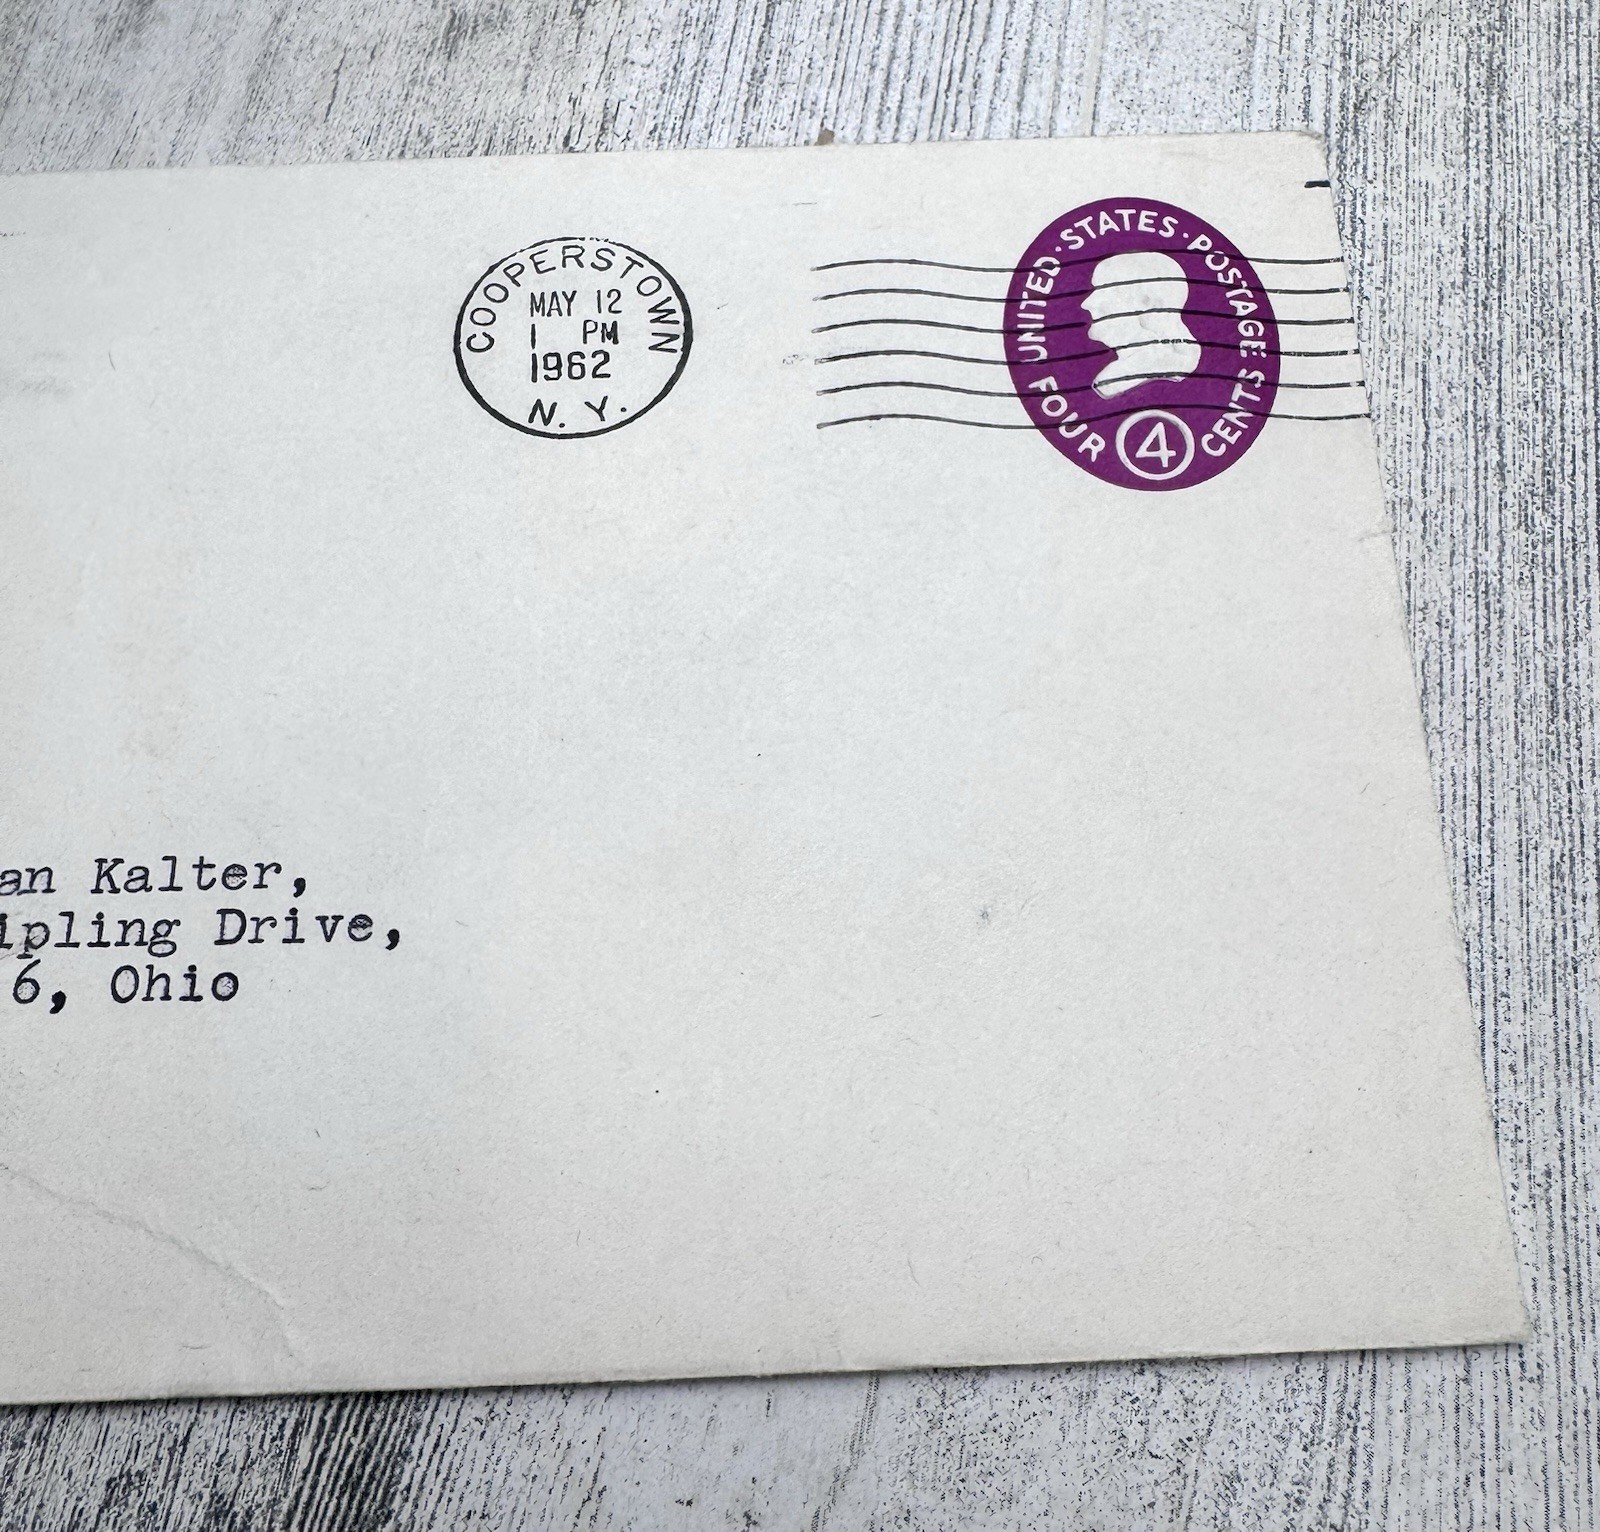 COOPERSTOWN
MAY 12
1 PM
1962
N. Y.
UNITED · STATES · POSTAGE
FOUR 4 CENTS
an Kalter,
ipling Drive,
6, Ohio